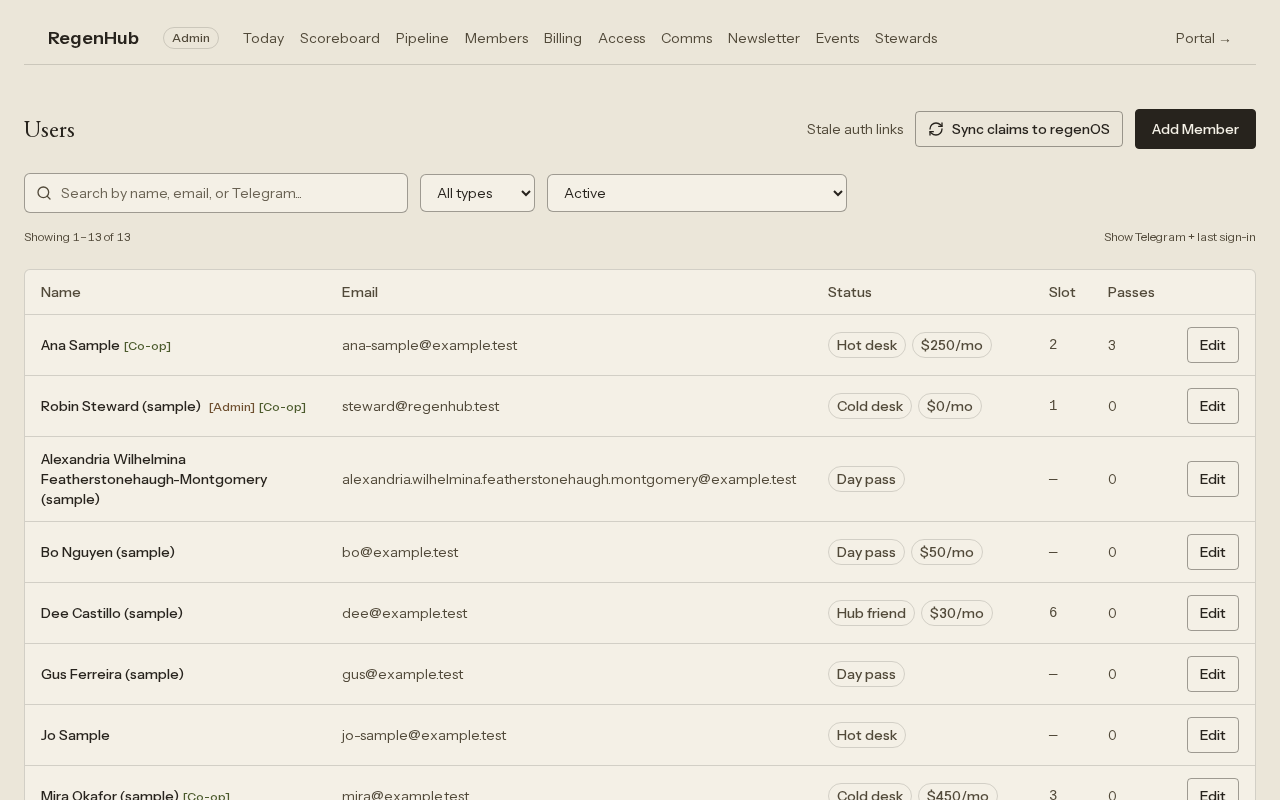 RegenHub Admin Today Scoreboard Pipeline Members Billing Access Comms Newsletter Events Stewards Portal →
Users Stale auth links Sync claims to regenOS Add Member
Search by name, email, or Telegram... All types Active
Showing 1–13 of 13 Show Telegram + last sign-in
Name Email Status Slot Passes
Ana Sample [Co-op] ana-sample@example.test Hot desk $250/mo 2 3 Edit
Robin Steward (sample) [Admin] [Co-op] steward@regenhub.test Cold desk $0/mo 1 0 Edit
Alexandria Wilhelmina
Featherstonehaugh-Montgomery alexandria.wilhelmina.featherstonehaugh.montgomery@example.test Day pass — 0 Edit
(sample)
Bo Nguyen (sample) bo@example.test Day pass $50/mo — 0 Edit
Dee Castillo (sample) dee@example.test Hub friend $30/mo 6 0 Edit
Gus Ferreira (sample) gus@example.test Day pass — 0 Edit
Jo Sample jo-sample@example.test Hot desk — 0 Edit
Mira Okafor (sample) [Co-op] mira@example.test Cold desk $450/mo 3 0 Edit